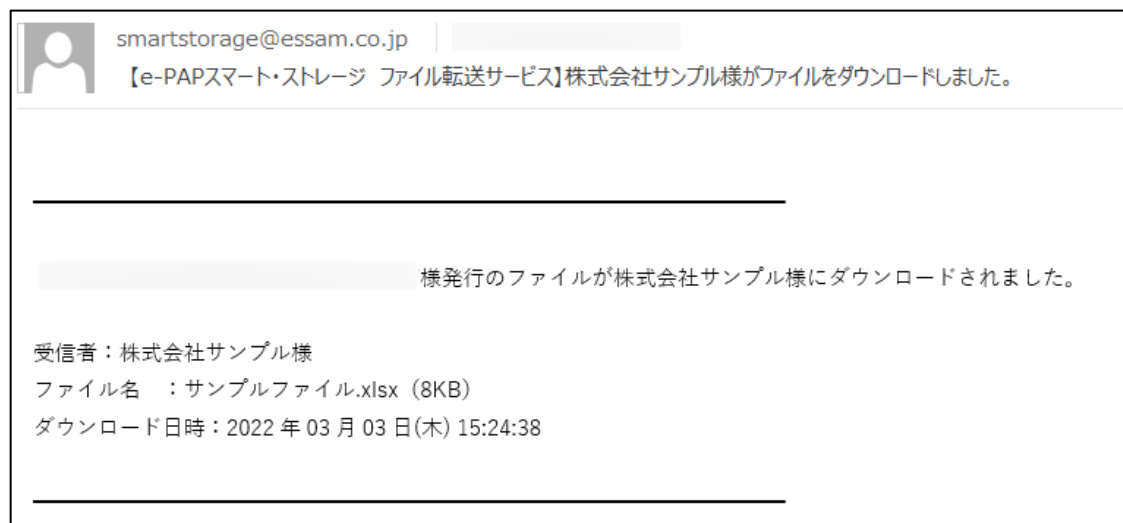 smartstorage@essam.co.jp
【e-PAPスマート・ストレージ ファイル転送サービス】株式会社サンプル様がファイルをダウンロードしました。
様発行のファイルが株式会社サンプル様にダウンロードされました。
受信者：株式会社サンプル様
ファイル名　：サンプルファイル.xlsx（8KB）
ダウンロード日時：2022 年 03 月 03 日(木) 15:24:38